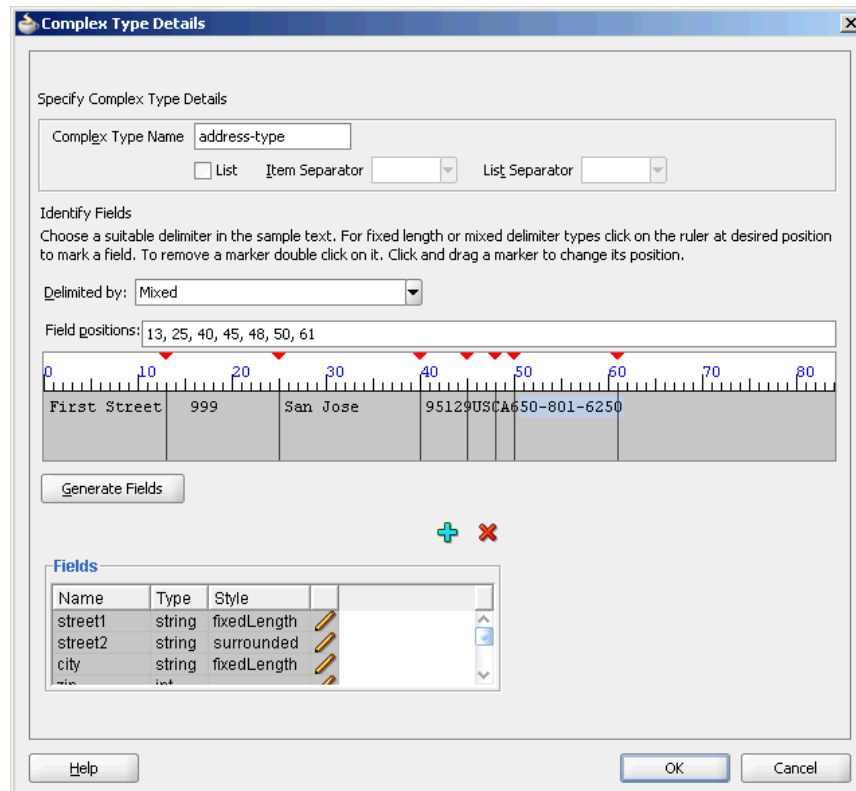 Complex Type Details
Specify Complex Type Details
Complex Type Name address-type
List Item Separator List Separator
Identify Fields
Choose a suitable delimiter in the sample text. For fixed length or mixed delimiter types click on the ruler at desired position
to mark a field. To remove a marker double click on it. Click and drag a marker to change its position.
Delimited by: Mixed
Field positions: 13, 25, 40, 45, 48, 50, 61
0 10 20 30 40 50 60 70 80
First Street 999 San Jose 95129USCA650-801-6250
Generate Fields
Fields
Name Type Style
street1 string fixedLength
street2 string surrounded
city string fixedLength
zip int
Help OK Cancel